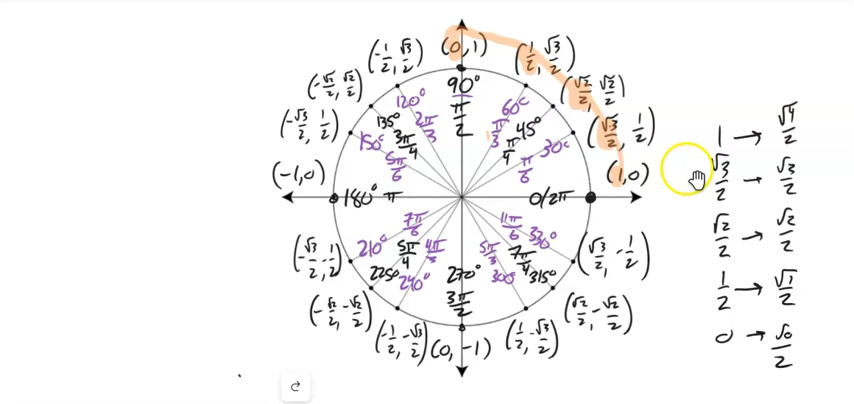 (0, 1)
(-1/2, √3/2)
(1/2, √3/2)
(-√2/2, √2/2)
(√2/2, √2/2)
(-√3/2, 1/2)
(√3/2, 1/2)
(-1, 0)
(1, 0)
90°
π/2
120°
2π/3
60°
π/3
135°
3π/4
45°
π/4
150°
5π/6
30°
π/6
180° π
0/2π
7π/6
210°
11π/6
330°
5π/4
225°
7π/4
315°
4π/3
240°
5π/3
300°
270°
3π/2
(-√3/2, -1/2)
(√3/2, -1/2)
(-√2/2, -√2/2)
(√2/2, -√2/2)
(-1/2, -√3/2)
(0, -1)
(1/2, -√3/2)
1 → √4/2
√3/2 → √3/2
√2/2 → √2/2
1/2 → √1/2
0 → √0/2